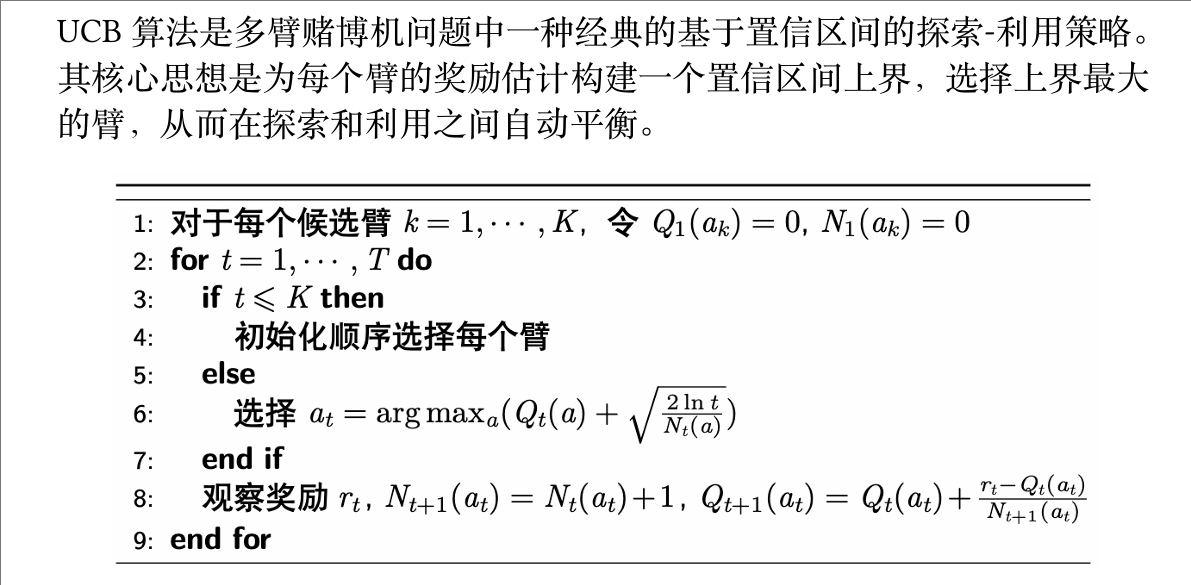 UCB 算法是多臂赌博机问题中一种经典的基于置信区间的探索-利用策略。
其核心思想是为每个臂的奖励估计构建一个置信区间上界，选择上界最大
的臂，从而在探索和利用之间自动平衡。
1: 对于每个候选臂 $k = 1, \cdots, K$，令 $Q_1(a_k) = 0$, $N_1(a_k) = 0$
2: for $t = 1, \cdots, T$ do
3: if $t \leqslant K$ then
4: 初始化顺序选择每个臂
5: else
6: 选择 $a_t = \arg\max_a(Q_t(a) + \sqrt{\frac{2 \ln t}{N_t(a)}})$
7: end if
8: 观察奖励 $r_t$, $N_{t+1}(a_t) = N_t(a_t)+1$, $Q_{t+1}(a_t) = Q_t(a_t)+\frac{r_t - Q_t(a_t)}{N_{t+1}(a_t)}$
9: end for